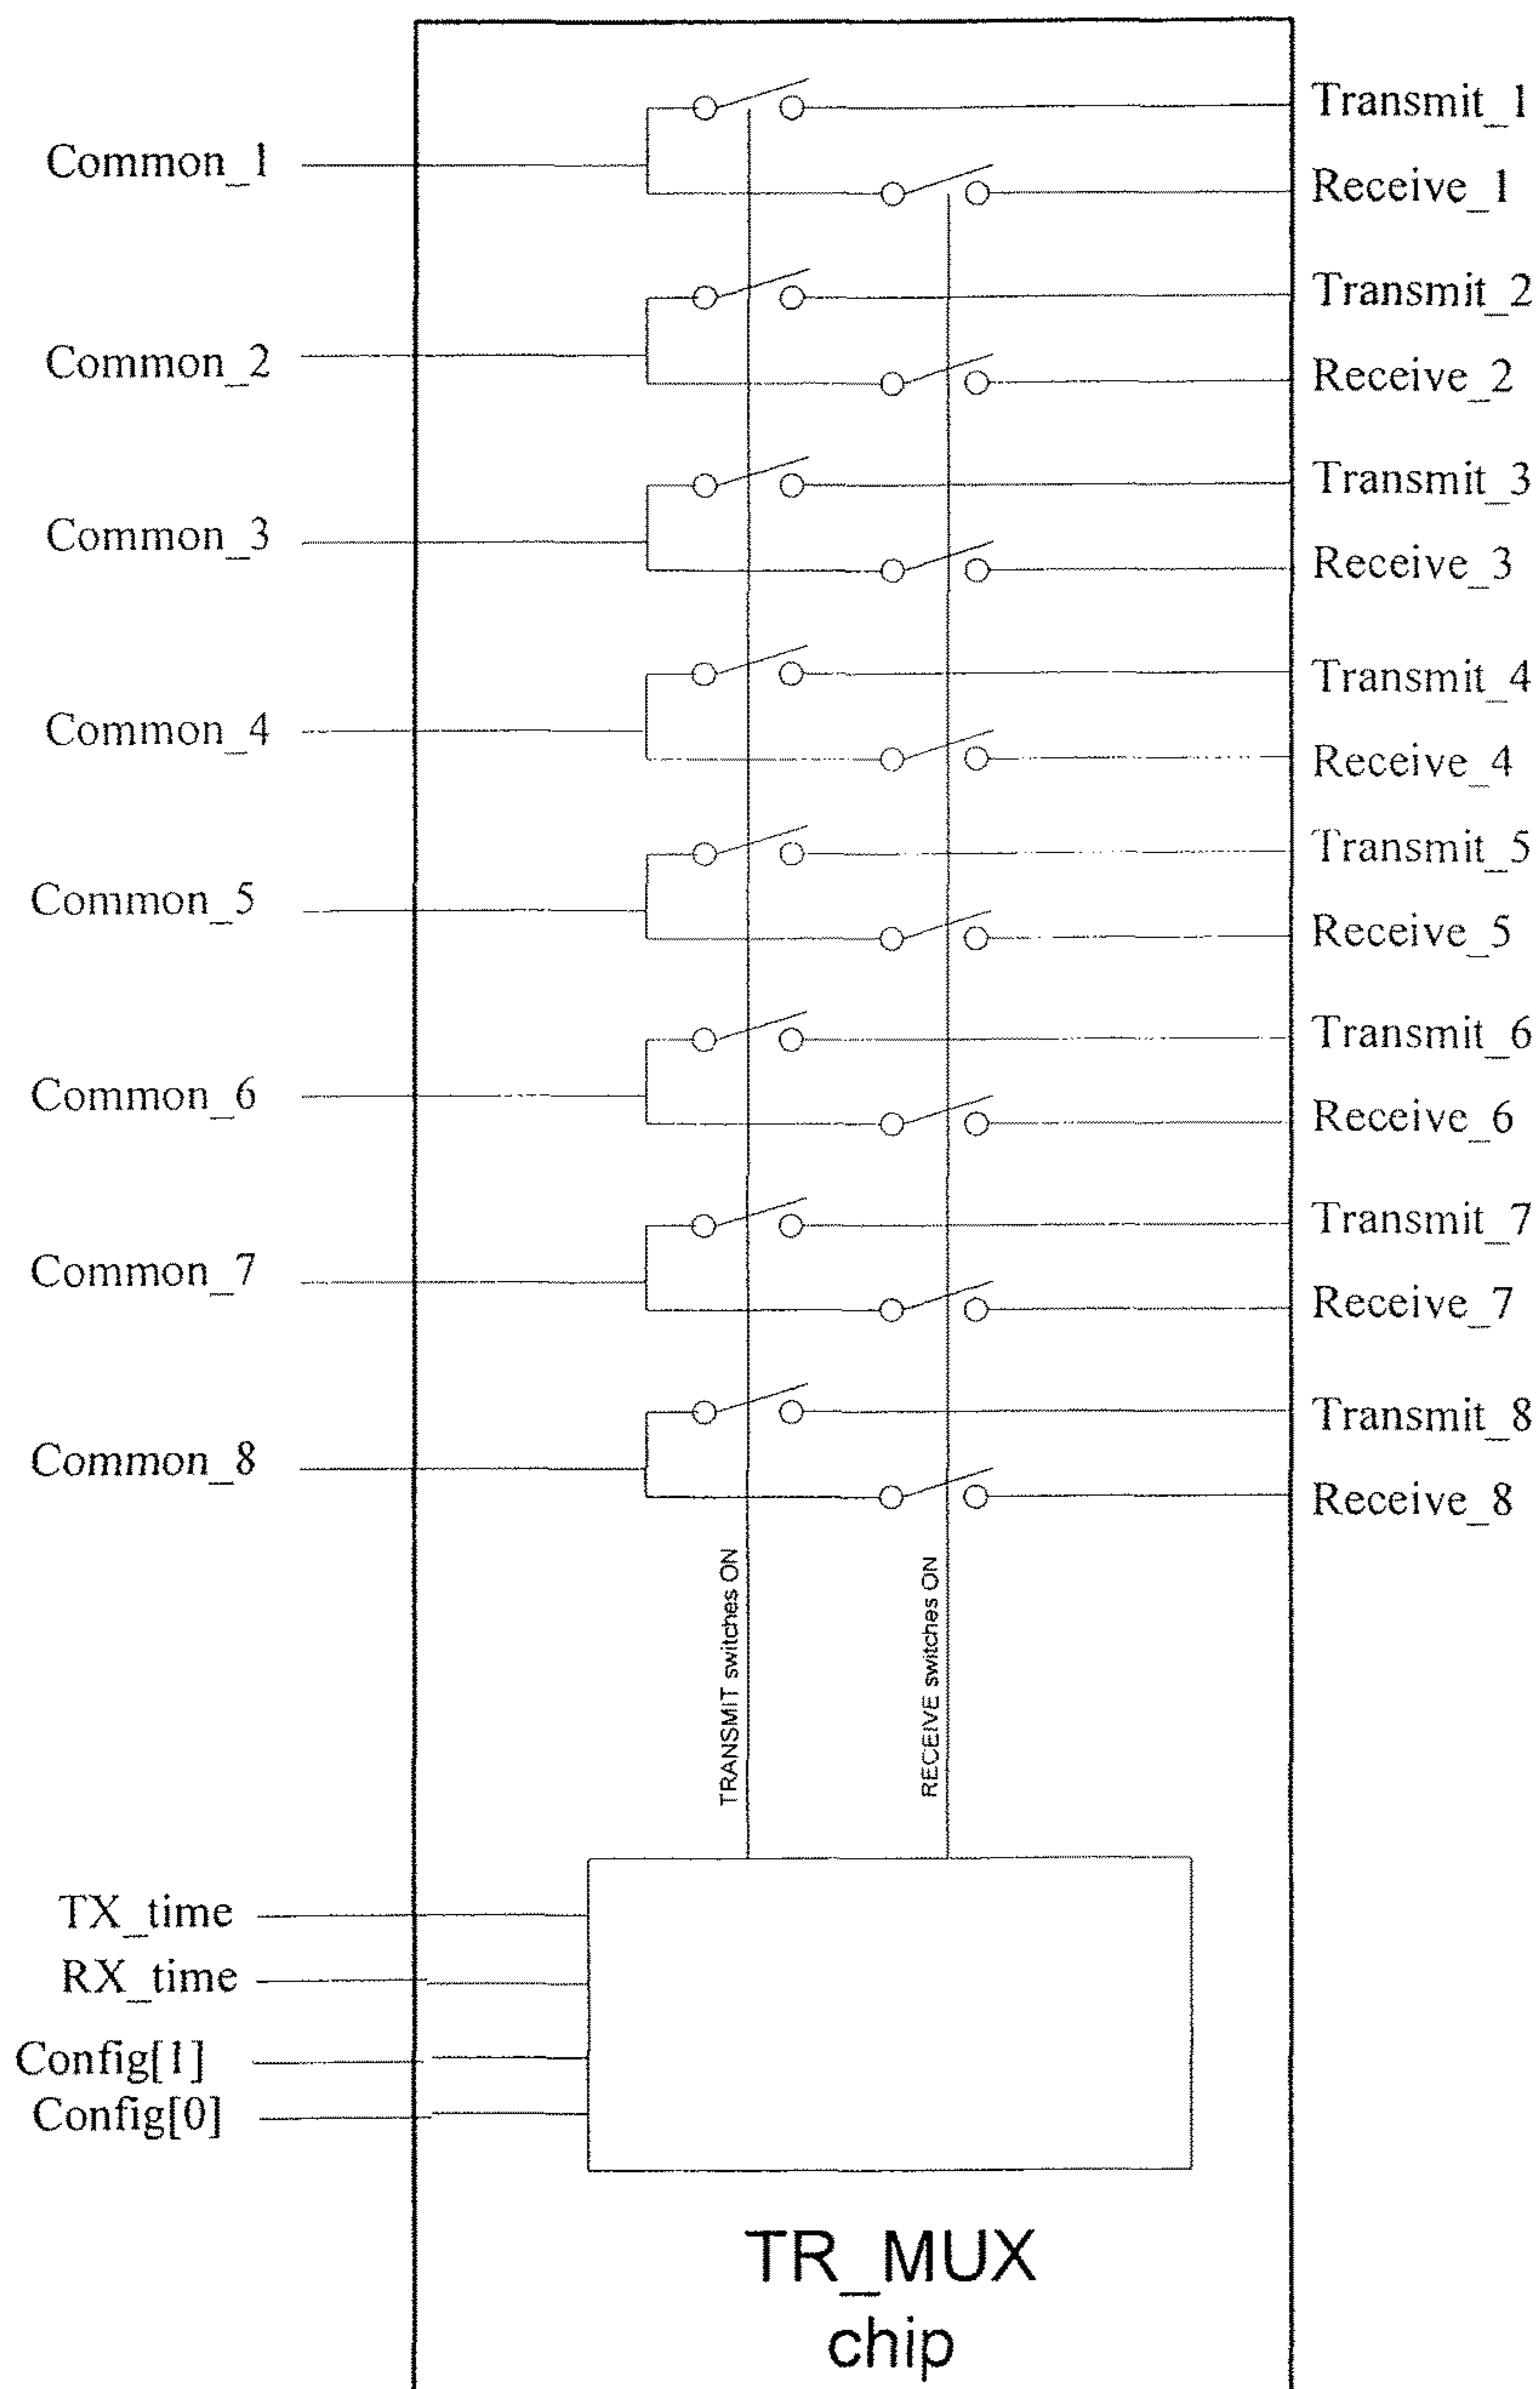 Transmit_1
Common_1
Receive_1
Transmit_2
Common_2
Receive_2
Transmit_3
Common_3
Receive_3
Transmit_4
Common_4
Receive_4
Transmit_5
Common_5
Receive_5
Transmit_6
Common_6
Receive_6
Transmit_7
Common_7
Receive_7
Transmit_8
Common_8
Receive_8
TRANSMIT switches ON
RECEIVE switches ON
TX_time
RX_time
Config[1]
Config[0]
TR_MUX
chip